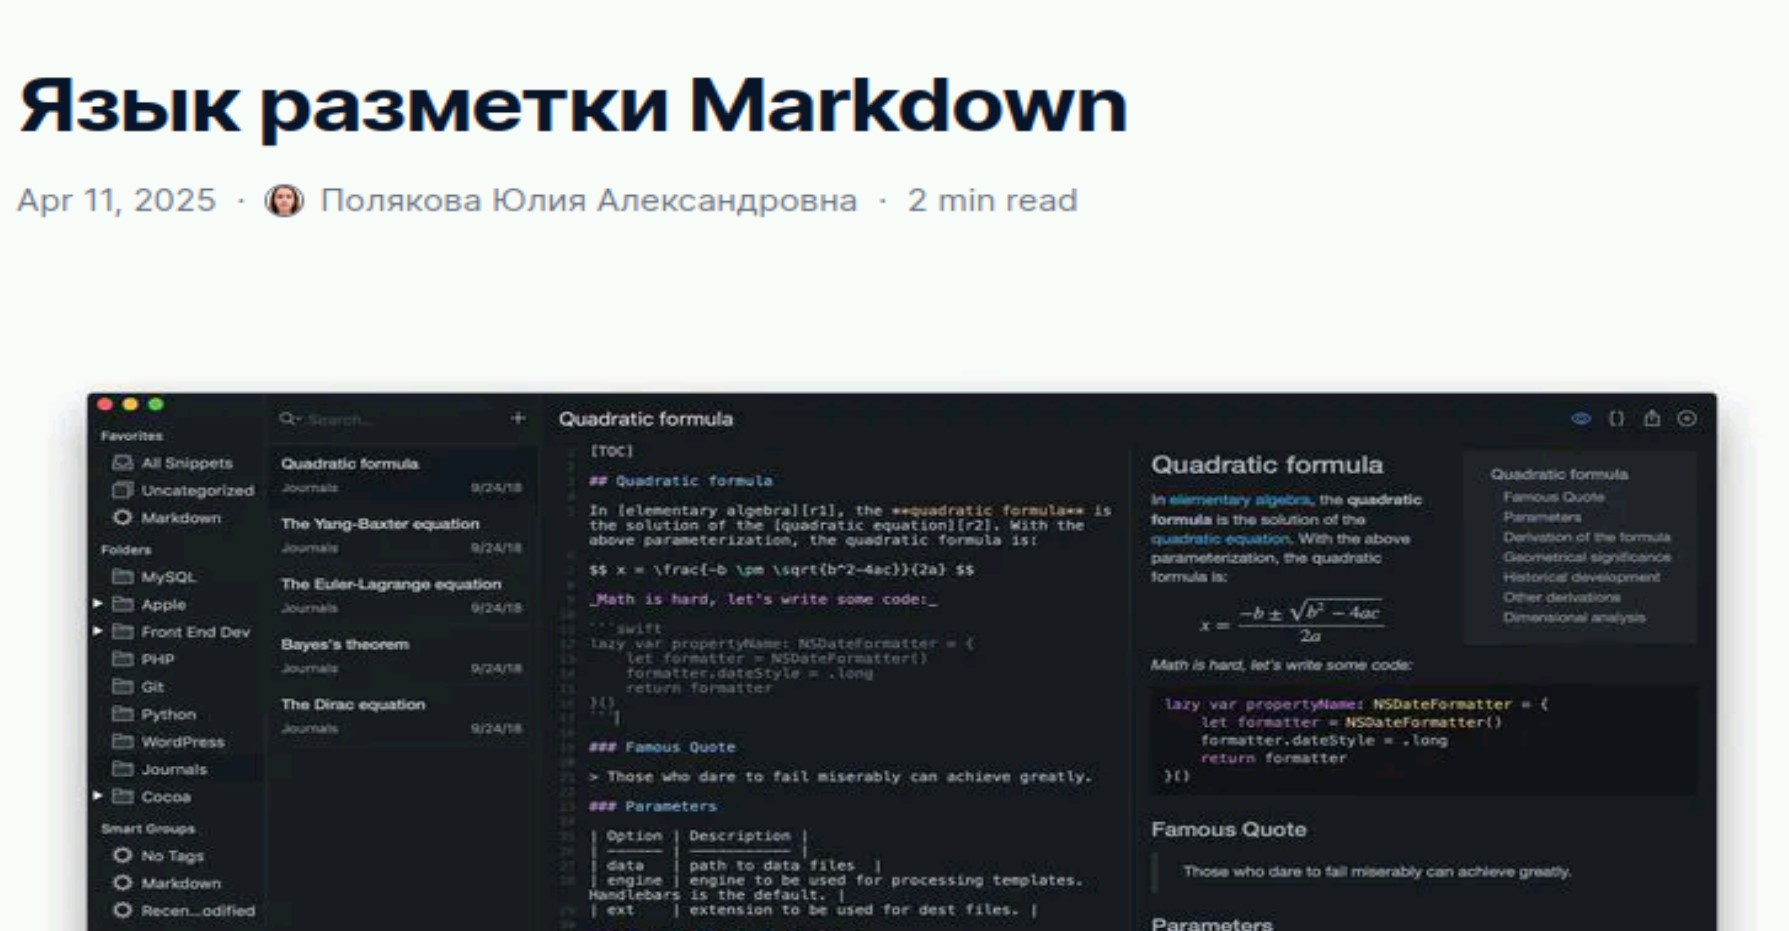 Язык разметки Markdown
Apr 11, 2025 · Полякова Юлия Александровна · 2 min read
Favorites
All Snippets
Uncategorized
Markdown
Folders
MySQL
Apple
Front End Dev
PHP
Git
Python
WordPress
Journals
Cocoa
Smart Groups
No Tags
Markdown
Recen...odified
Search...
+
Quadratic formula
Journals 9/24/18
The Yang-Baxter equation
Journals 9/24/18
The Euler-Lagrange equation
Journals 9/24/18
Bayes's theorem
Journals 9/24/18
The Dirac equation
Journals 9/24/18
Quadratic formula
[TOC]
## Quadratic formula
In [elementary algebra][r1], the **quadratic formula** is
the solution of the [quadratic equation][r2]. With the
above parameterization, the quadratic formula is:
$$ x = \frac{-b \pm \sqrt{b^2-4ac}}{2a} $$
_Math is hard, let's write some code:_
```swift
lazy var propertyName: NSDateFormatter = {
let formatter = NSDateFormatter()
formatter.dateStyle = .long
return formatter
}()
```
### Famous Quote
> Those who dare to fail miserably can achieve greatly.
### Parameters
| Option | Description |
| data | path to data files |
| engine | engine to be used for processing templates.
Handlebars is the default. |
| ext | extension to be used for dest files. |
Quadratic formula
In elementary algebra, the quadratic
formula is the solution of the
quadratic equation. With the above
parameterization, the quadratic
formula is:
x = −b ± √b² − 4ac
2a
Math is hard, let's write some code:
lazy var propertyName: NSDateFormatter = {
let formatter = NSDateFormatter()
formatter.dateStyle = .long
return formatter
}()
Famous Quote
Those who dare to fail miserably can achieve greatly.
Parameters
Quadratic formula
Famous Quote
Parameters
Derivation of the formula
Geometrical significance
Historical development
Other derivations
Dimensional analysis